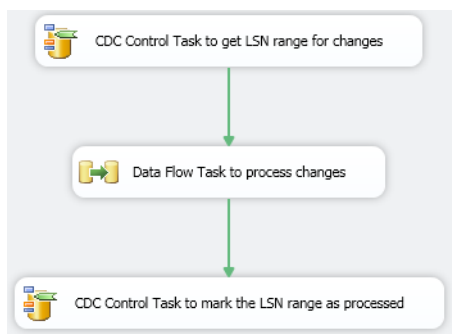 CDC Control Task to get LSN range for changes
Data Flow Task to process changes
CDC Control Task to mark the LSN range as processed